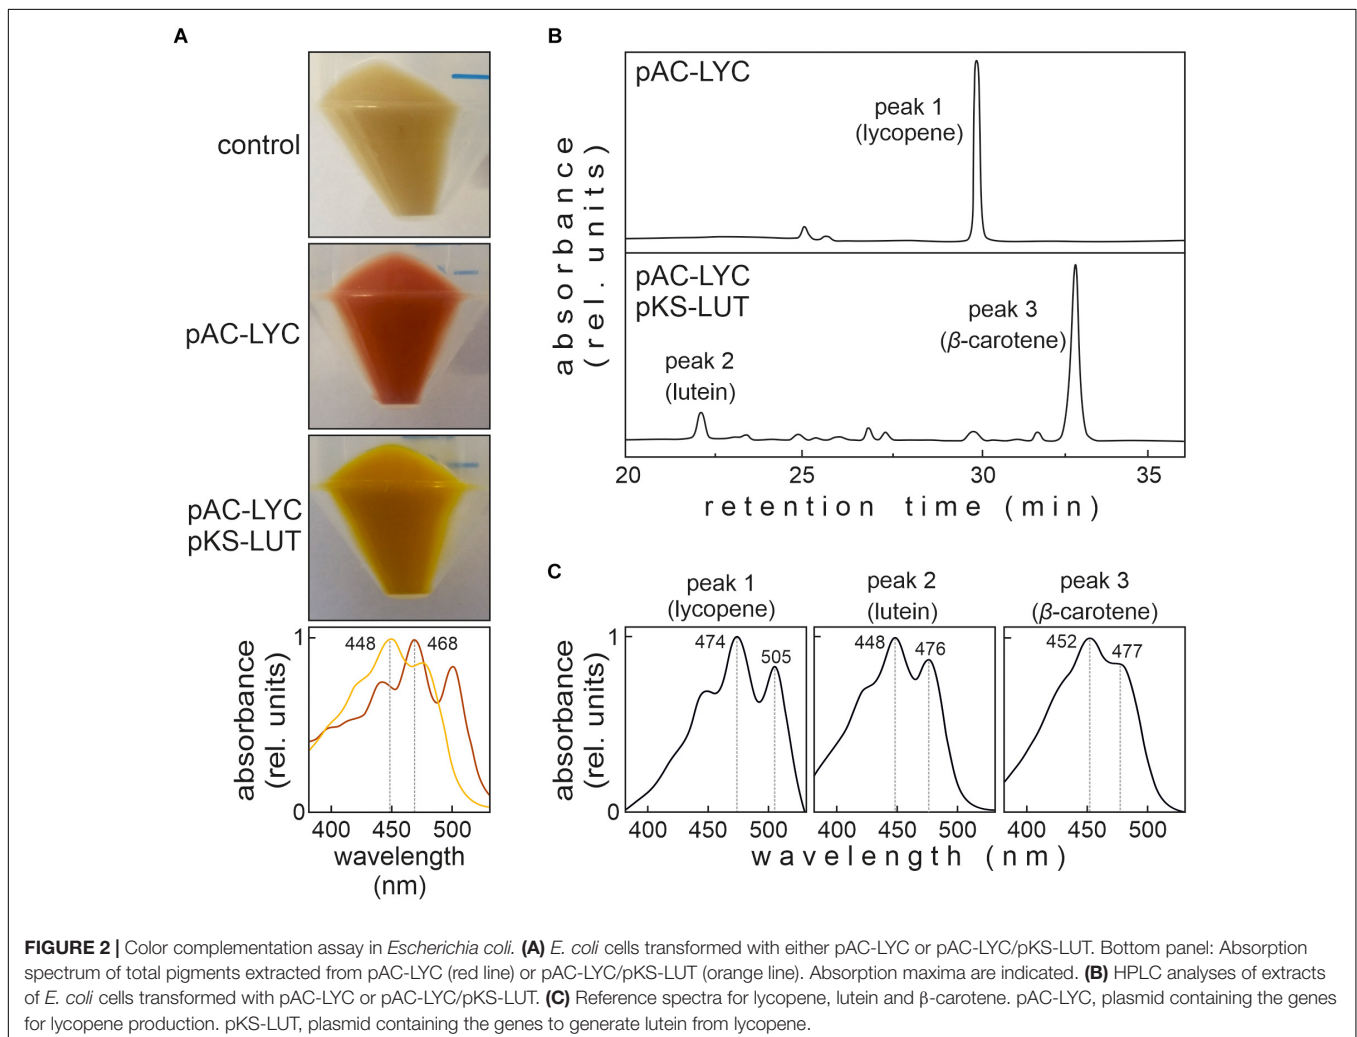 A
control
pAC-LYC
pAC-LYC
pKS-LUT
1
448
468
absorbance
(rel. units)
0
400 450 500
wavelength
(nm)
B
pAC-LYC
peak 1
(lycopene)
pAC-LYC
pKS-LUT
peak 3
(β-carotene)
peak 2
(lutein)
absorbance
(rel. units)
20 25 30 35
retention time (min)
C
peak 1
(lycopene)
peak 2
(lutein)
peak 3
(β-carotene)
1
474
505
448
476
452
477
absorbance
(rel. units)
0
400 450 500 400 450 500 400 450 500
wavelength (nm)
FIGURE 2 | Color complementation assay in Escherichia coli. (A) E. coli cells transformed with either pAC-LYC or pAC-LYC/pKS-LUT. Bottom panel: Absorption
spectrum of total pigments extracted from pAC-LYC (red line) or pAC-LYC/pKS-LUT (orange line). Absorption maxima are indicated. (B) HPLC analyses of extracts
of E. coli cells transformed with pAC-LYC or pAC-LYC/pKS-LUT. (C) Reference spectra for lycopene, lutein and β-carotene. pAC-LYC, plasmid containing the genes
for lycopene production. pKS-LUT, plasmid containing the genes to generate lutein from lycopene.